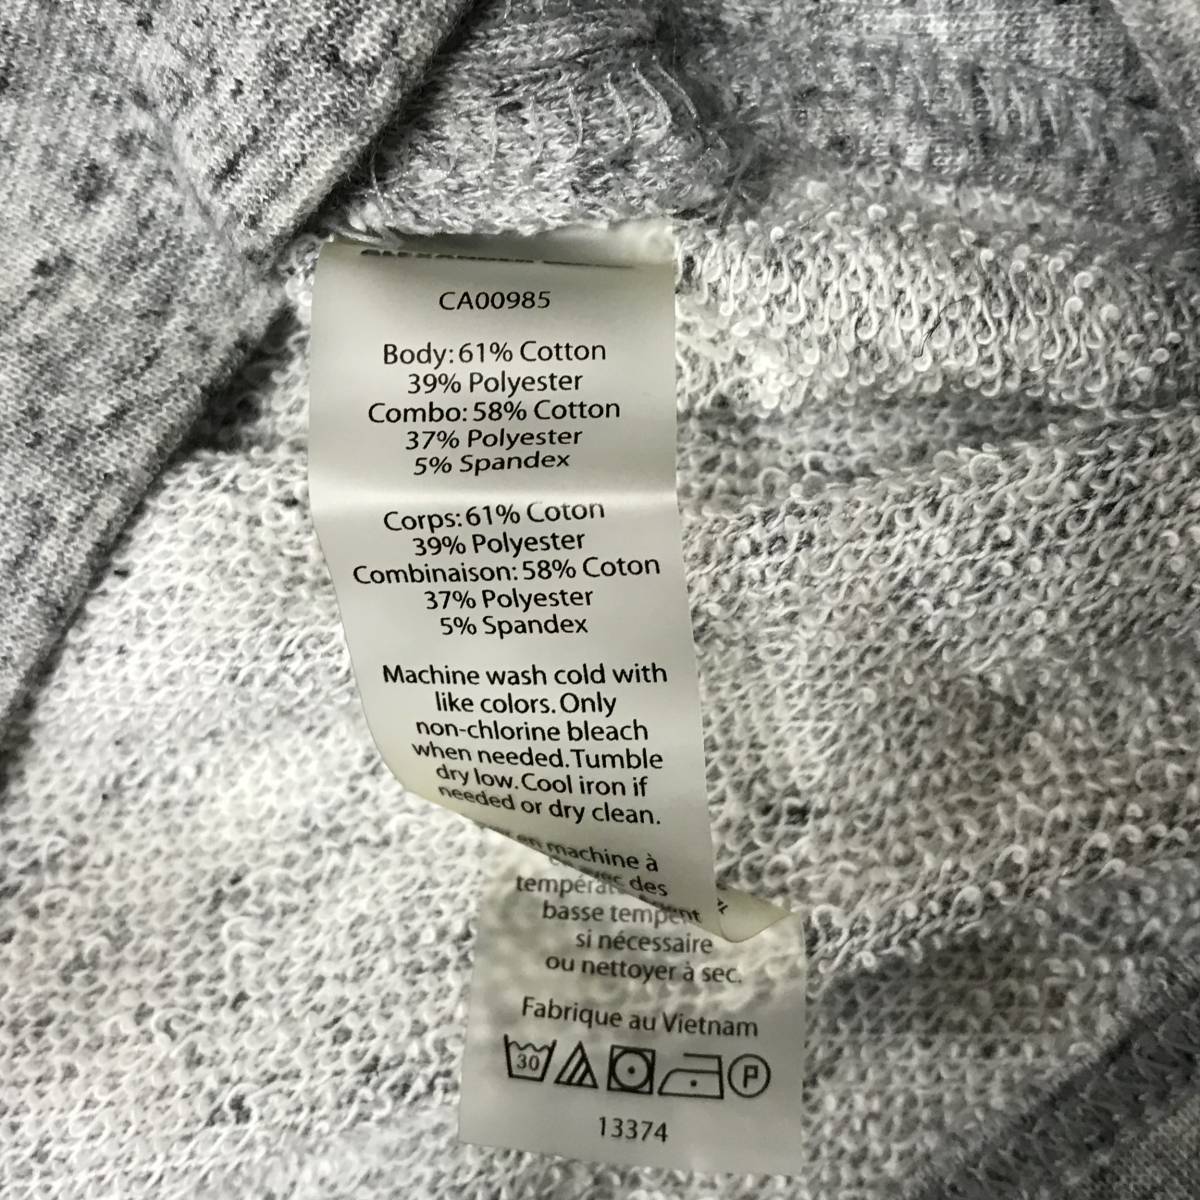 CA00985
Body: 61% Cotton
39% Polyester
Combo: 58% Cotton
37% Polyester
5% Spandex
Corps: 61% Coton
39% Polyester
Combinaison: 58% Coton
37% Polyester
5% Spandex
Machine wash cold with
like colors. Only
non-chlorine bleach
when needed. Tumble
dry low. Cool iron if
needed or dry clean.
en machine à
des
basse
si nécessaire
ou nettoyer à sec.
Fabrique au Vietnam
30 P
13374